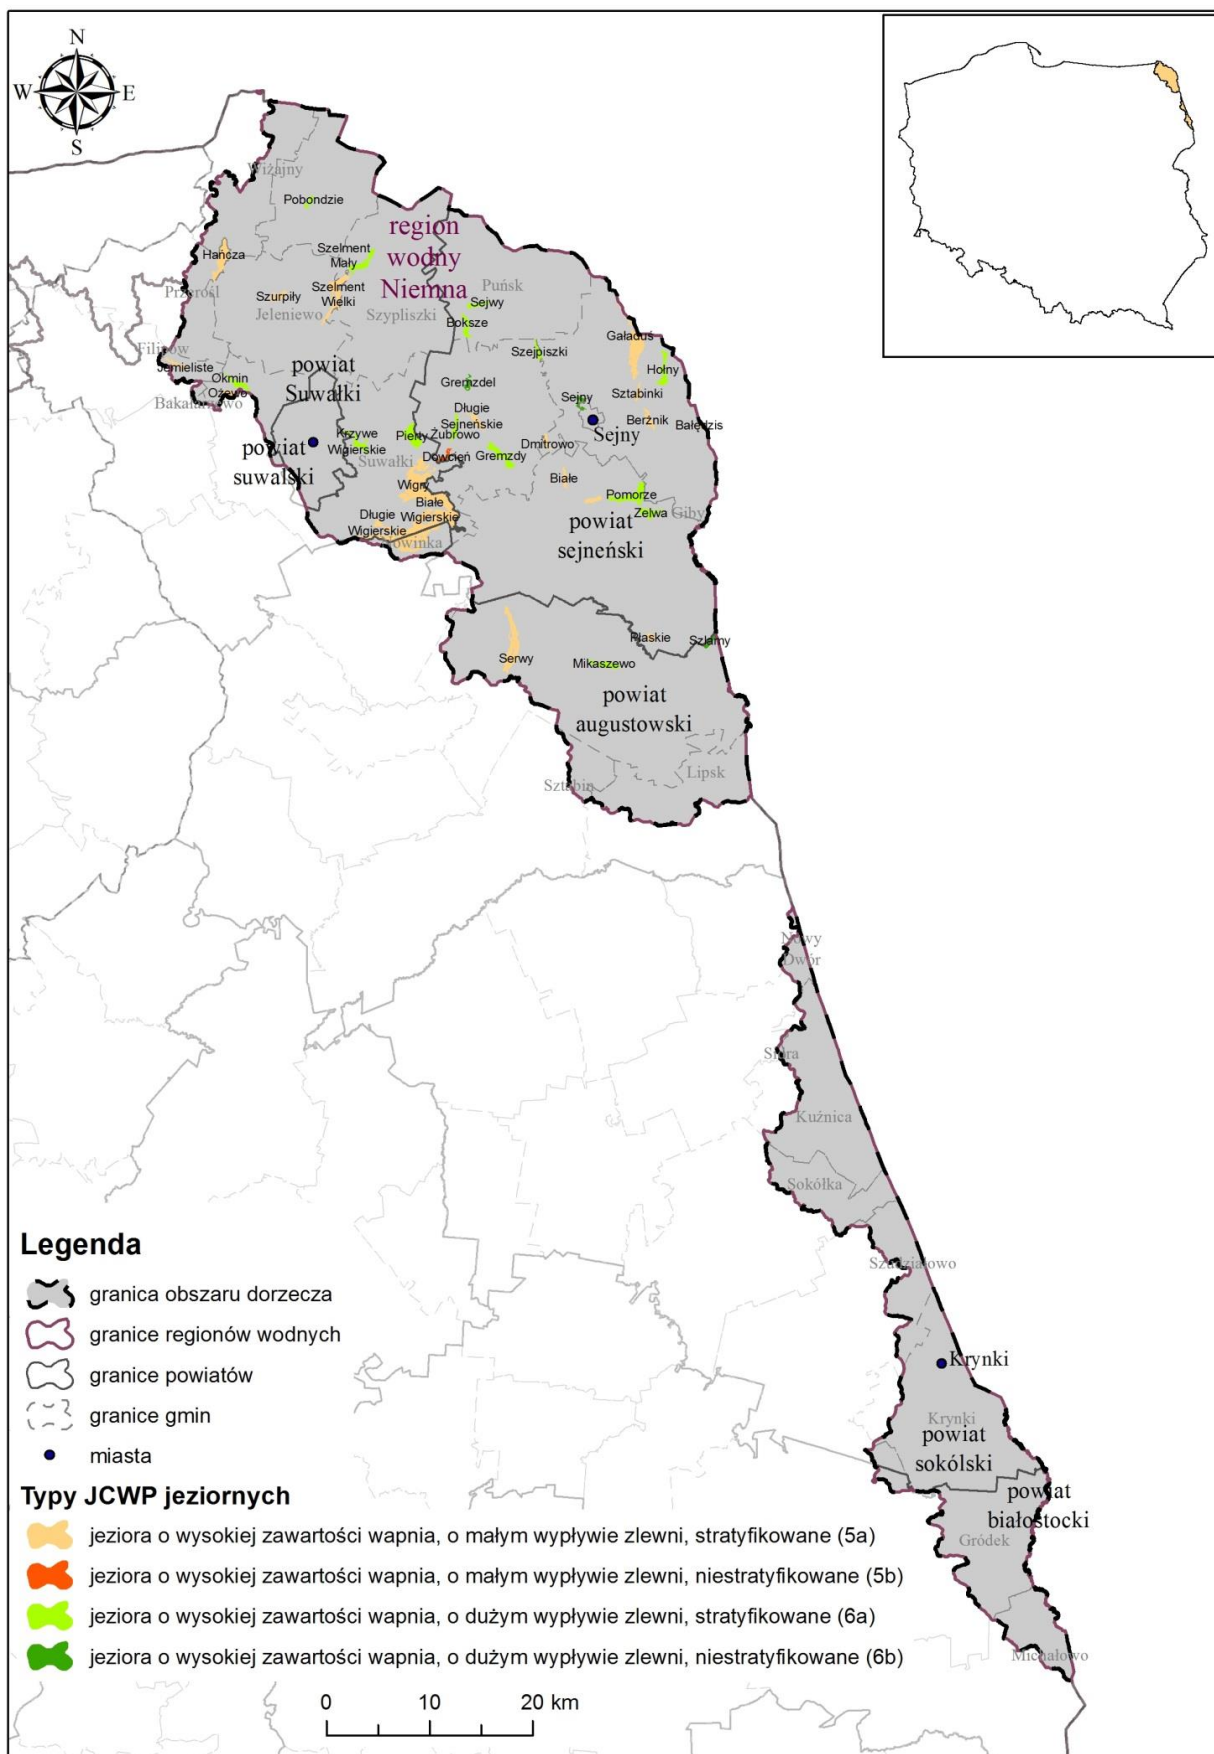 N
W
E
S
Wiżajny
Pobondzie
region
wodny
Niemna
Hańcza
Szelment
Mały
Przerośl
Szurpiły
Szelment
Wielki
Jeleniewo
Szypliszki
Puńsk
Sejwy
Boksze
Gaładuś
Szejpiszki
Hołny
Filipów
Jemieliste
powiat
Suwałki
Okmin
Ożewo
Bakałarzewo
Gremzdel
Sejny
Sztabinki
Długie
Sejneńskie
Berżnik
Bałędzis
Sejny
powiat
suwalski
Krzywe
Wigierskie
Pierty
Żubrowo
Dmitrowo
Suwałki
Dowcień
Gremzdy
Wigry
Białe
Białe
Wigierskie
Pomorze
Zelwa
Giby
Długie
Wigierskie
powiat
sejneński
Płaskie
Szlamy
Serwy
Mikaszewo
powiat
augustowski
Sztabin
Lipsk
Nowy
Dwór
Sidra
Kuźnica
Sokółka
Szudziałowo
Krynki
Krynki
powiat
sokólski
powiat
białostocki
Gródek
Michałowo
Legenda
granica obszaru dorzecza
granice regionów wodnych
granice powiatów
granice gmin
miasta
Typy JCWP jeziornych
jeziora o wysokiej zawartości wapnia, o małym wypływie zlewni, stratyfikowane (5a)
jeziora o wysokiej zawartości wapnia, o małym wypływie zlewni, niestratyfikowane (5b)
jeziora o wysokiej zawartości wapnia, o dużym wypływie zlewni, stratyfikowane (6a)
jeziora o wysokiej zawartości wapnia, o dużym wypływie zlewni, niestratyfikowane (6b)
0 10 20 km